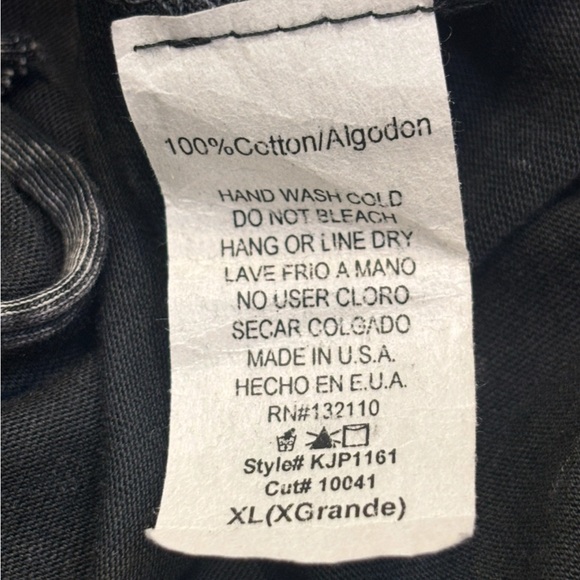 100%Cotton/Algodon
HAND WASH COLD
DO NOT BLEACH
HANG OR LINE DRY
LAVE FRIO A MANO
NO USER CLORO
SECAR COLGADO
MADE IN U.S.A.
HECHO EN E.U.A.
RN#132110
Style# KJP1161
Cut# 10041
XL(XGrande)